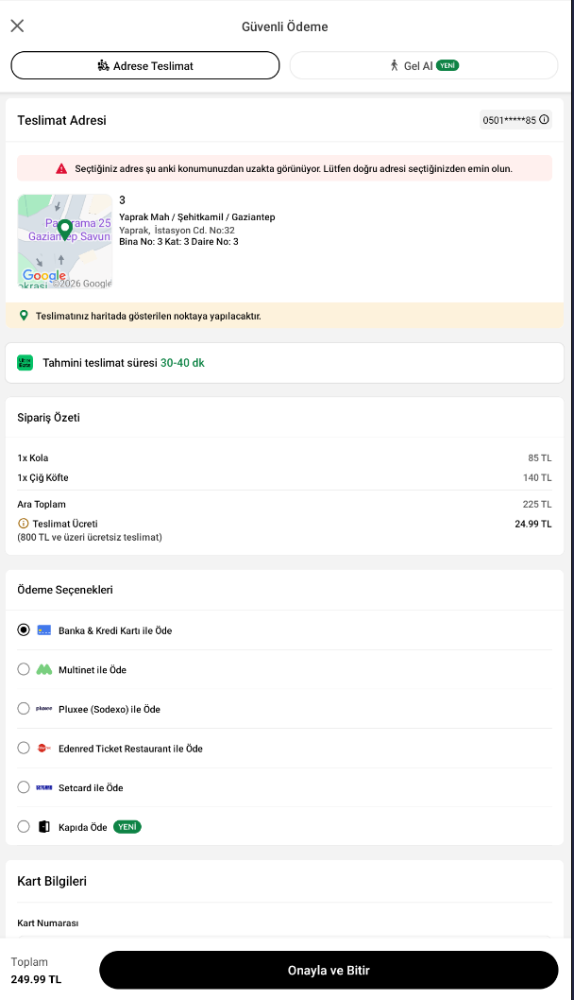 Güvenli Ödeme
Adrese Teslimat
Gel Al YENİ
Teslimat Adresi
0501*****85
Seçtiğiniz adres şu anki konumunuzdan uzakta görünüyor. Lütfen doğru adresi seçtiğinizden emin olun.
3
Yaprak Mah / Şehitkamil / Gaziantep
Yaprak, İstasyon Cd. No:32
Bina No: 3 Kat: 3 Daire No: 3
25
Savun
Google
©2026 Google
okrasi
Teslimatınız haritada gösterilen noktaya yapılacaktır.
Tahmini teslimat süresi 30-40 dk
Sipariş Özeti
1x Kola 85 TL
1x Çiğ Köfte 140 TL
Ara Toplam 225 TL
Teslimat Ücreti 24.99 TL
(800 TL ve üzeri ücretsiz teslimat)
Ödeme Seçenekleri
Banka & Kredi Kartı ile Öde
Multinet ile Öde
pluxee Pluxee (Sodexo) ile Öde
Edenred Ticket Restaurant ile Öde
Setcard ile Öde
Kapıda Öde YENİ
Kart Bilgileri
Kart Numarası
Toplam
249.99 TL
Onayla ve Bitir